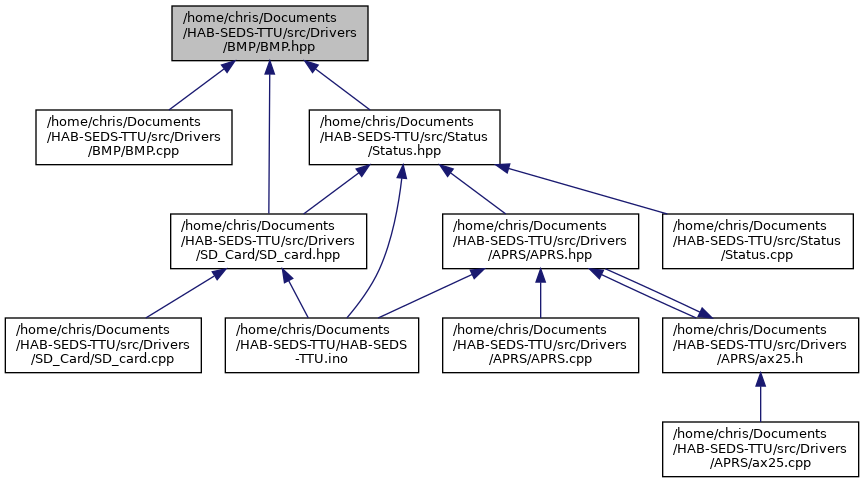 /home/chris/Documents
/HAB-SEDS-TTU/src/Drivers
/BMP/BMP.hpp
/home/chris/Documents
/HAB-SEDS-TTU/src/Drivers
/BMP/BMP.cpp
/home/chris/Documents
/HAB-SEDS-TTU/src/Status
/Status.hpp
/home/chris/Documents
/HAB-SEDS-TTU/src/Drivers
/SD_Card/SD_card.hpp
/home/chris/Documents
/HAB-SEDS-TTU/src/Drivers
/APRS/APRS.hpp
/home/chris/Documents
/HAB-SEDS-TTU/src/Status
/Status.cpp
/home/chris/Documents
/HAB-SEDS-TTU/src/Drivers
/SD_Card/SD_card.cpp
/home/chris/Documents
/HAB-SEDS-TTU/HAB-SEDS
-TTU.ino
/home/chris/Documents
/HAB-SEDS-TTU/src/Drivers
/APRS/APRS.cpp
/home/chris/Documents
/HAB-SEDS-TTU/src/Drivers
/APRS/ax25.h
/home/chris/Documents
/HAB-SEDS-TTU/src/Drivers
/APRS/ax25.cpp